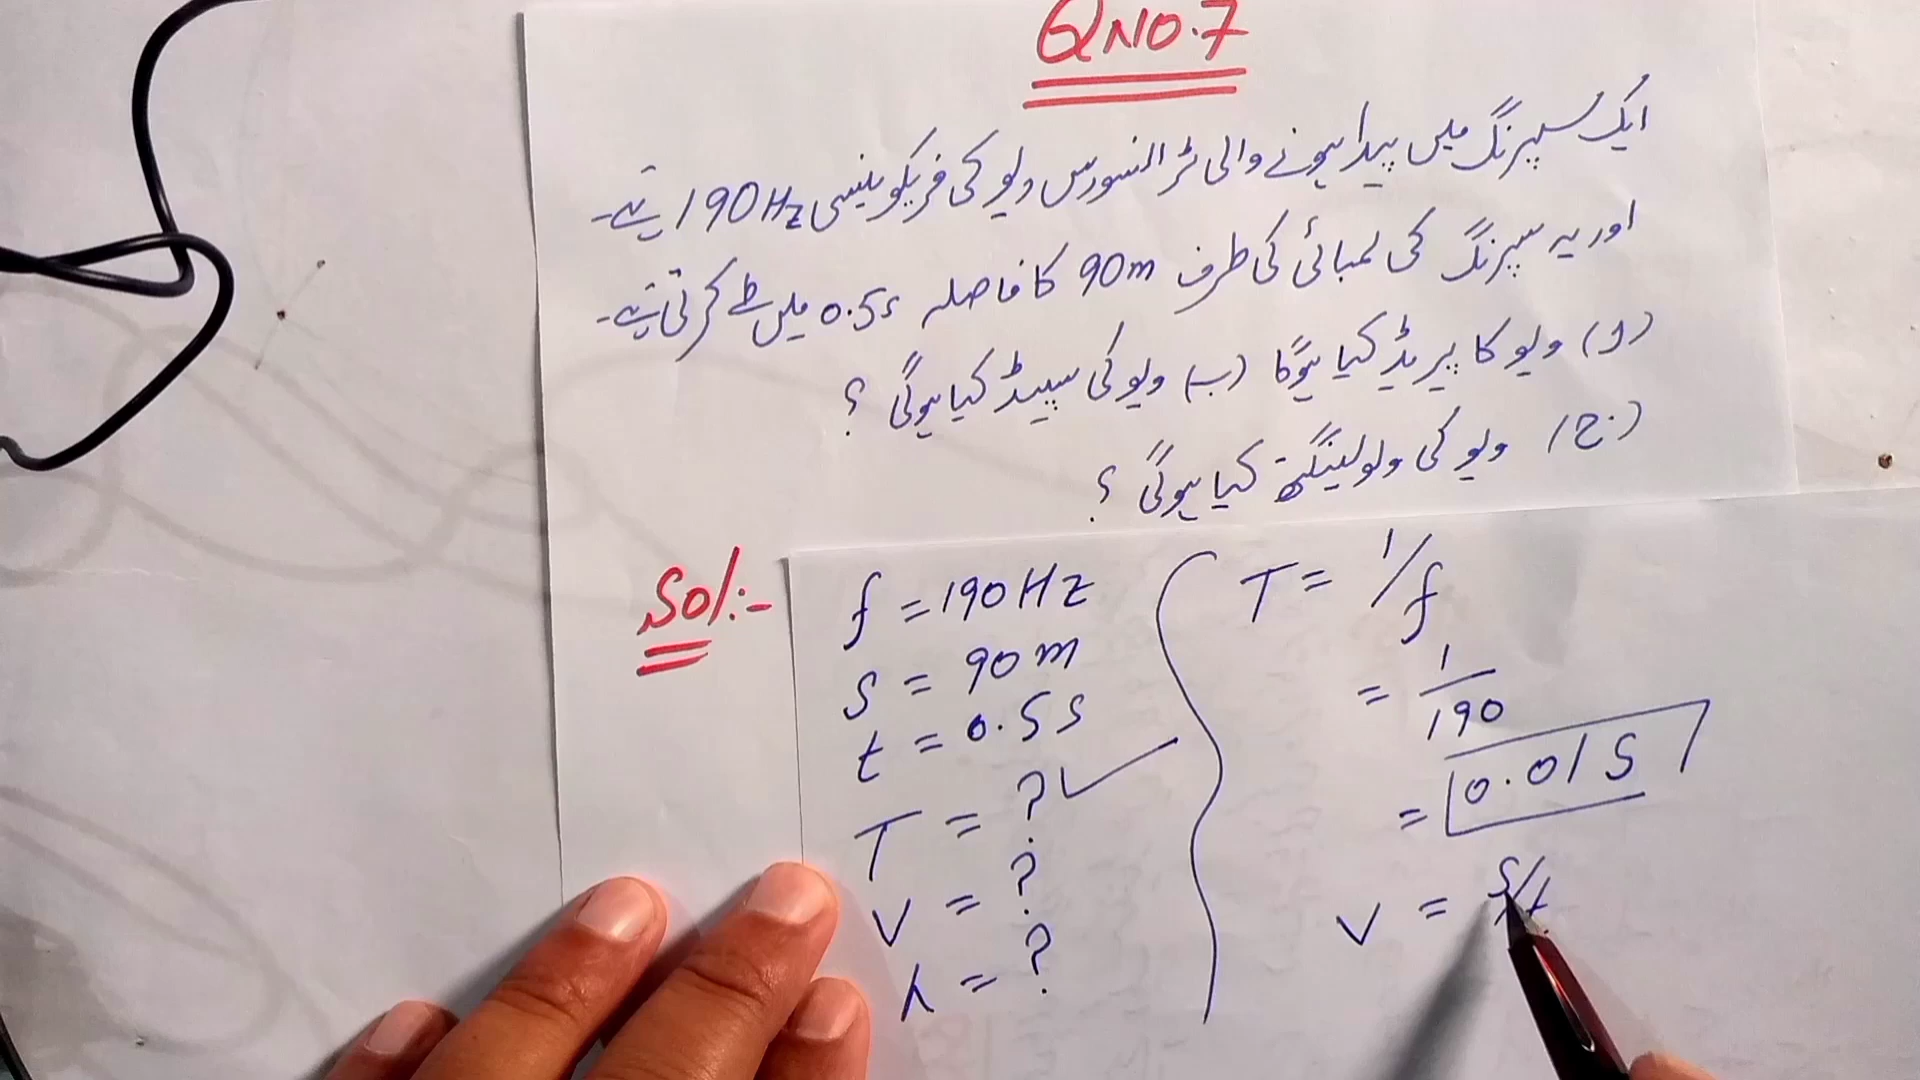 Q NO.7
ایک سپرنگ میں پیدا ہونے والی ٹرانسورس ویو کی فریکوینسی 190Hz ہے۔
اور یہ سپرنگ کی لمبائی کی طرف 90m کا فاصلہ 0.5s میں طے کرتی ہے۔
(ا) ویو کا پیریڈ کیا ہوگا (ب) ویو کی سپیڈ کیا ہوگی ؟
(ج) ویو کی ویولینگتھ کیا ہوگی ؟
Sol:-
f = 190Hz
S = 90m
t = 0.5s
T = ?
V = ?
λ = ?
T = 1/f
= 1/190
= 0.01 S
V = S/t